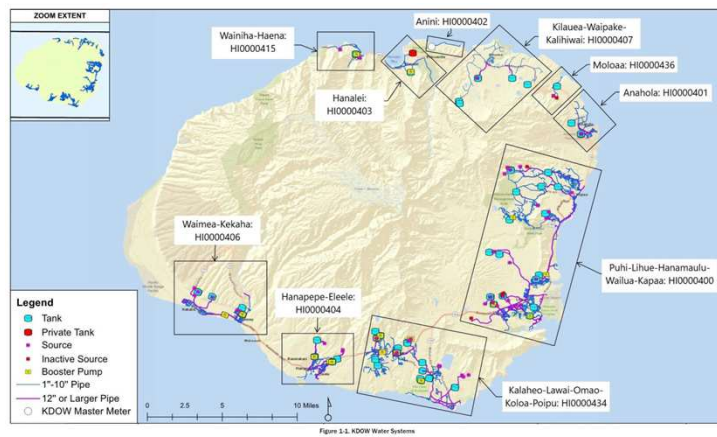 ZOOM EXTENT
Wainiha-Haena:
HI0000415
Anini: HI0000402
Hanalei:
HI0000403
Kilauea-Waipake-
Kalihiwai:
HI0000407
Moloaa: HI0000436
Anahola: HI0000401
Waimea-Kekaha:
HI0000406
Hanapepe-Eleele:
HI0000404
Puhi-Lihue-Hanamaulu-
Wailua-Kapaa:
HI0000400
Kalaheo-Lawai-Omao-
Koloa-Poipu: HI0000434
Legend
Tank
Private Tank
Source
Inactive Source
Booster Pump
1"-10" Pipe
12" or Larger Pipe
KDOW Master Meter
0 2.5 5 10 Miles
Figure 1-1. KDOW Water Systems